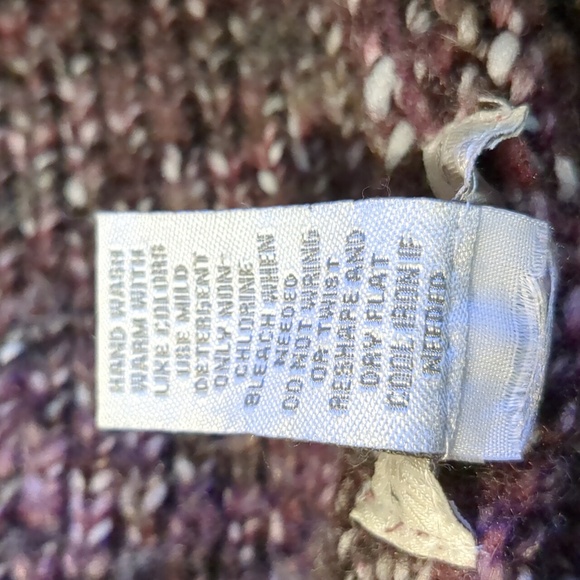 HAND WASH
WARM WITH
LIKE COLORS
USE MILD
DETERGENT
ONLY NON-
CHLORINE
BLEACH WHEN
NEEDED
DO NOT WRING
OR TWIST
RESHAPE AND
DRY FLAT
COOL IRON IF
NEEDED